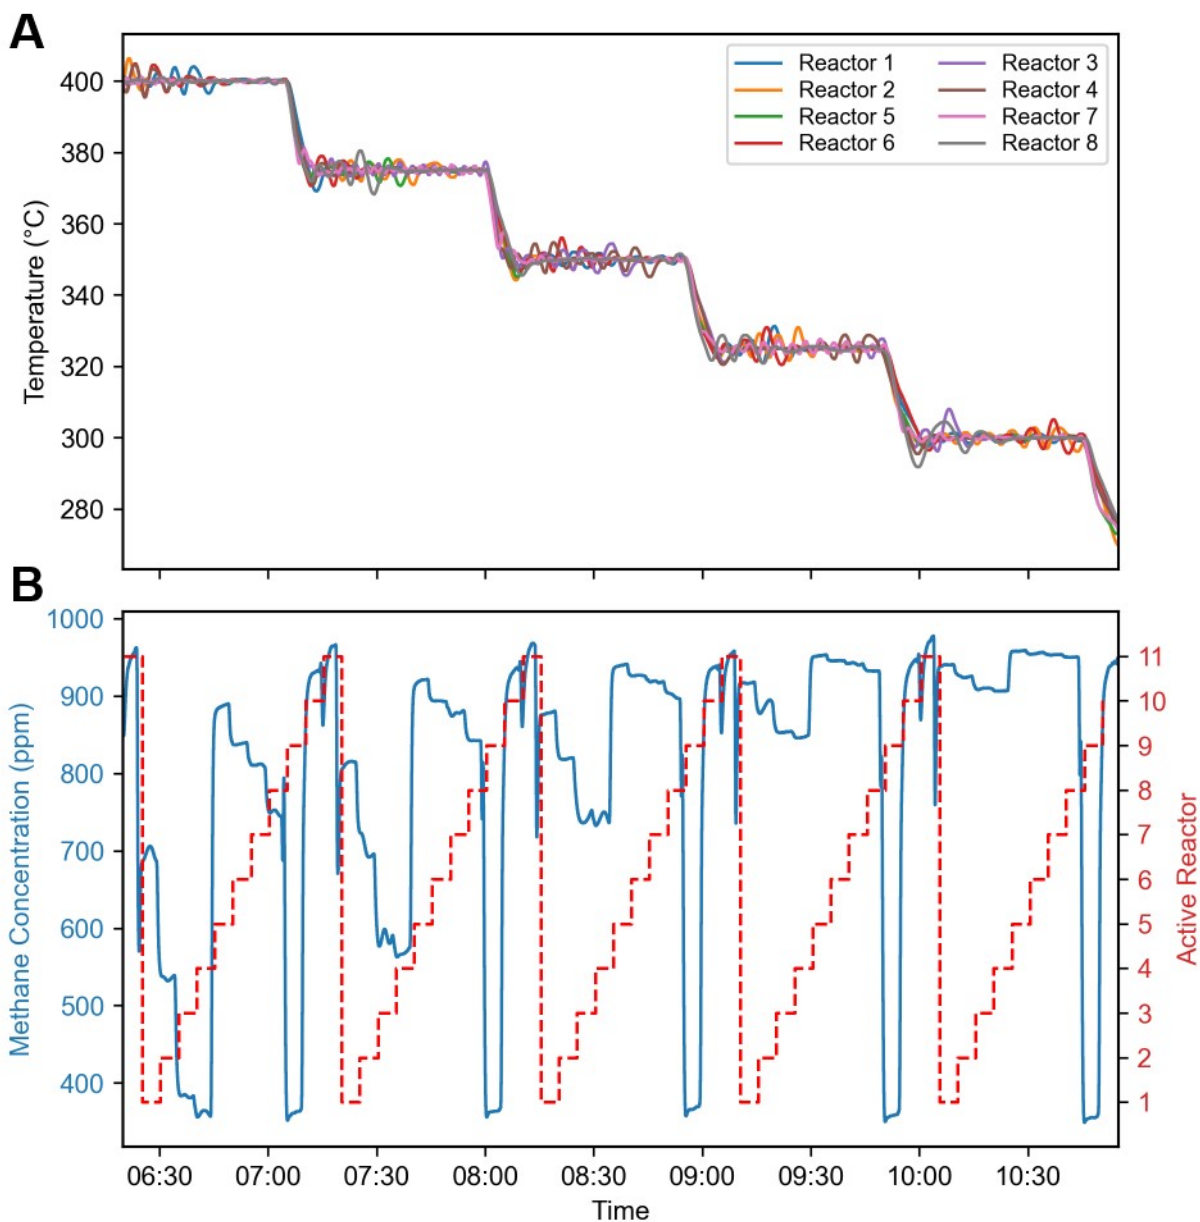 A
400
380
360
340
320
300
280
Temperature (°C)
Reactor 1
Reactor 2
Reactor 5
Reactor 6
Reactor 3
Reactor 4
Reactor 7
Reactor 8
B
1000
900
800
700
600
500
400
Methane Concentration (ppm)
11
10
9
8
7
6
5
4
3
2
1
Active Reactor
06:30 07:00 07:30 08:00 08:30 09:00 09:30 10:00 10:30
Time